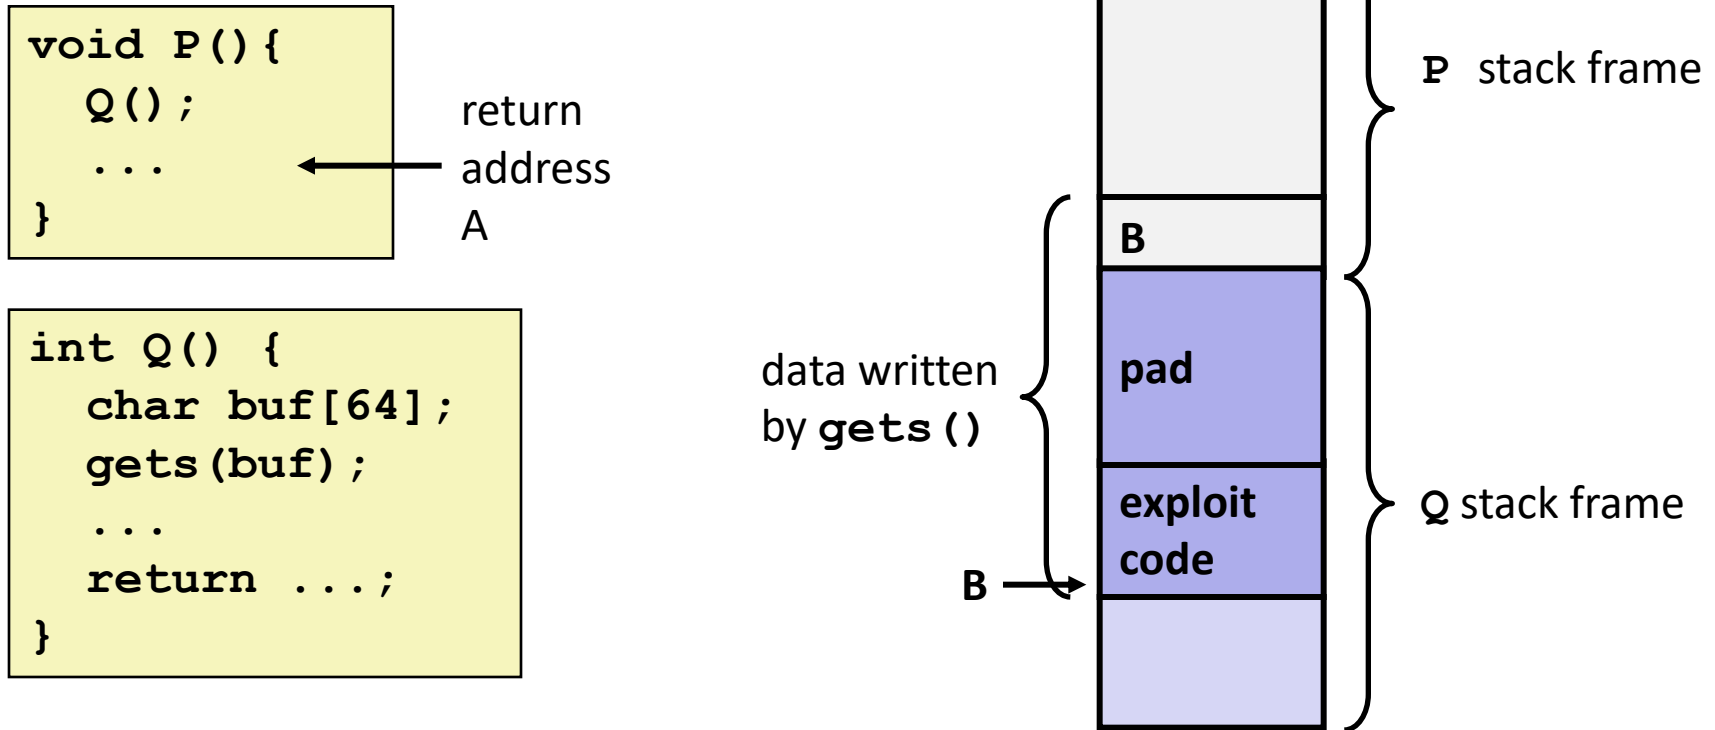 void P(){
  Q();
  ...
}
return
address
A
int Q() {
  char buf[64];
  gets(buf);
  ...
  return ...;
}
data written
by gets()
B
B
pad
exploit
code
P stack frame
Q stack frame